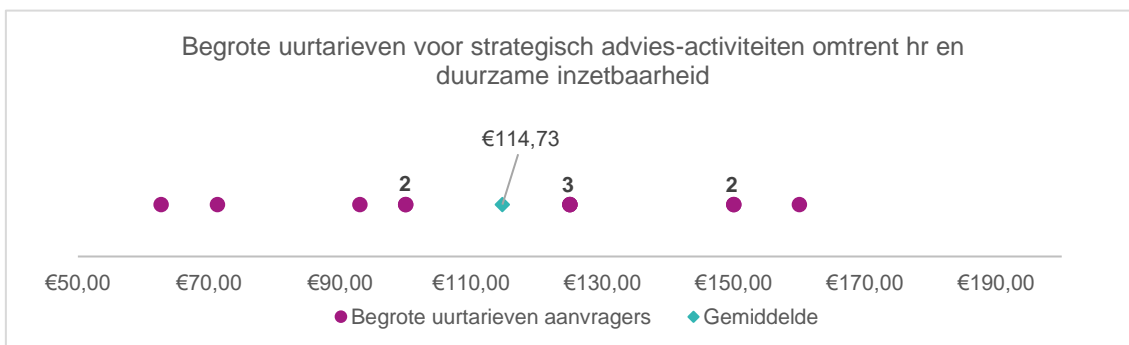 Begrote uurtarieven voor strategisch advies-activiteiten omtrent hr en
duurzame inzetbaarheid
€114,73
2 3 2
€50,00 €70,00 €90,00 €110,00 €130,00 €150,00 €170,00 €190,00
Begrote uurtarieven aanvragers Gemiddelde